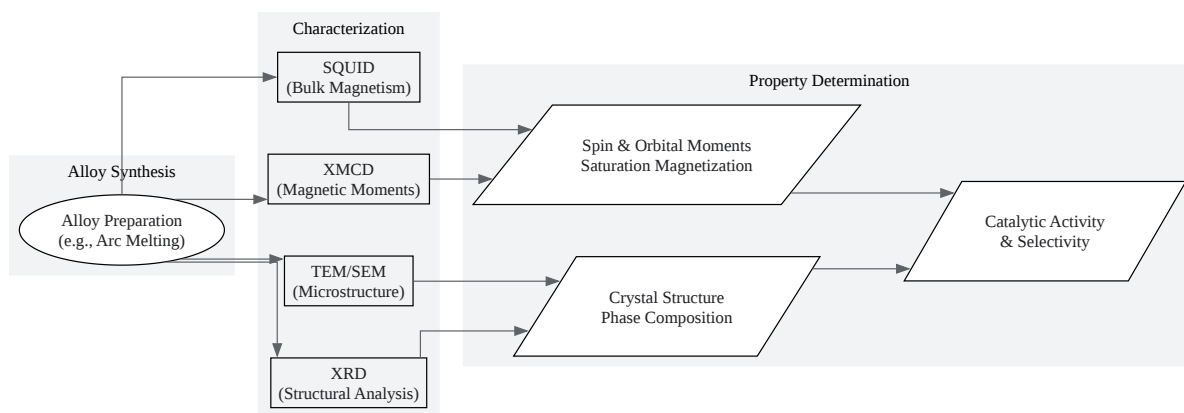 Characterization
SQUID
(Bulk Magnetism)
Property Determination
Spin & Orbital Moments
Saturation Magnetization
Alloy Synthesis
XMCD
(Magnetic Moments)
Alloy Preparation
(e.g., Arc Melting)
Catalytic Activity
& Selectivity
TEM/SEM
(Microstructure)
Crystal Structure
Phase Composition
XRD
(Structural Analysis)